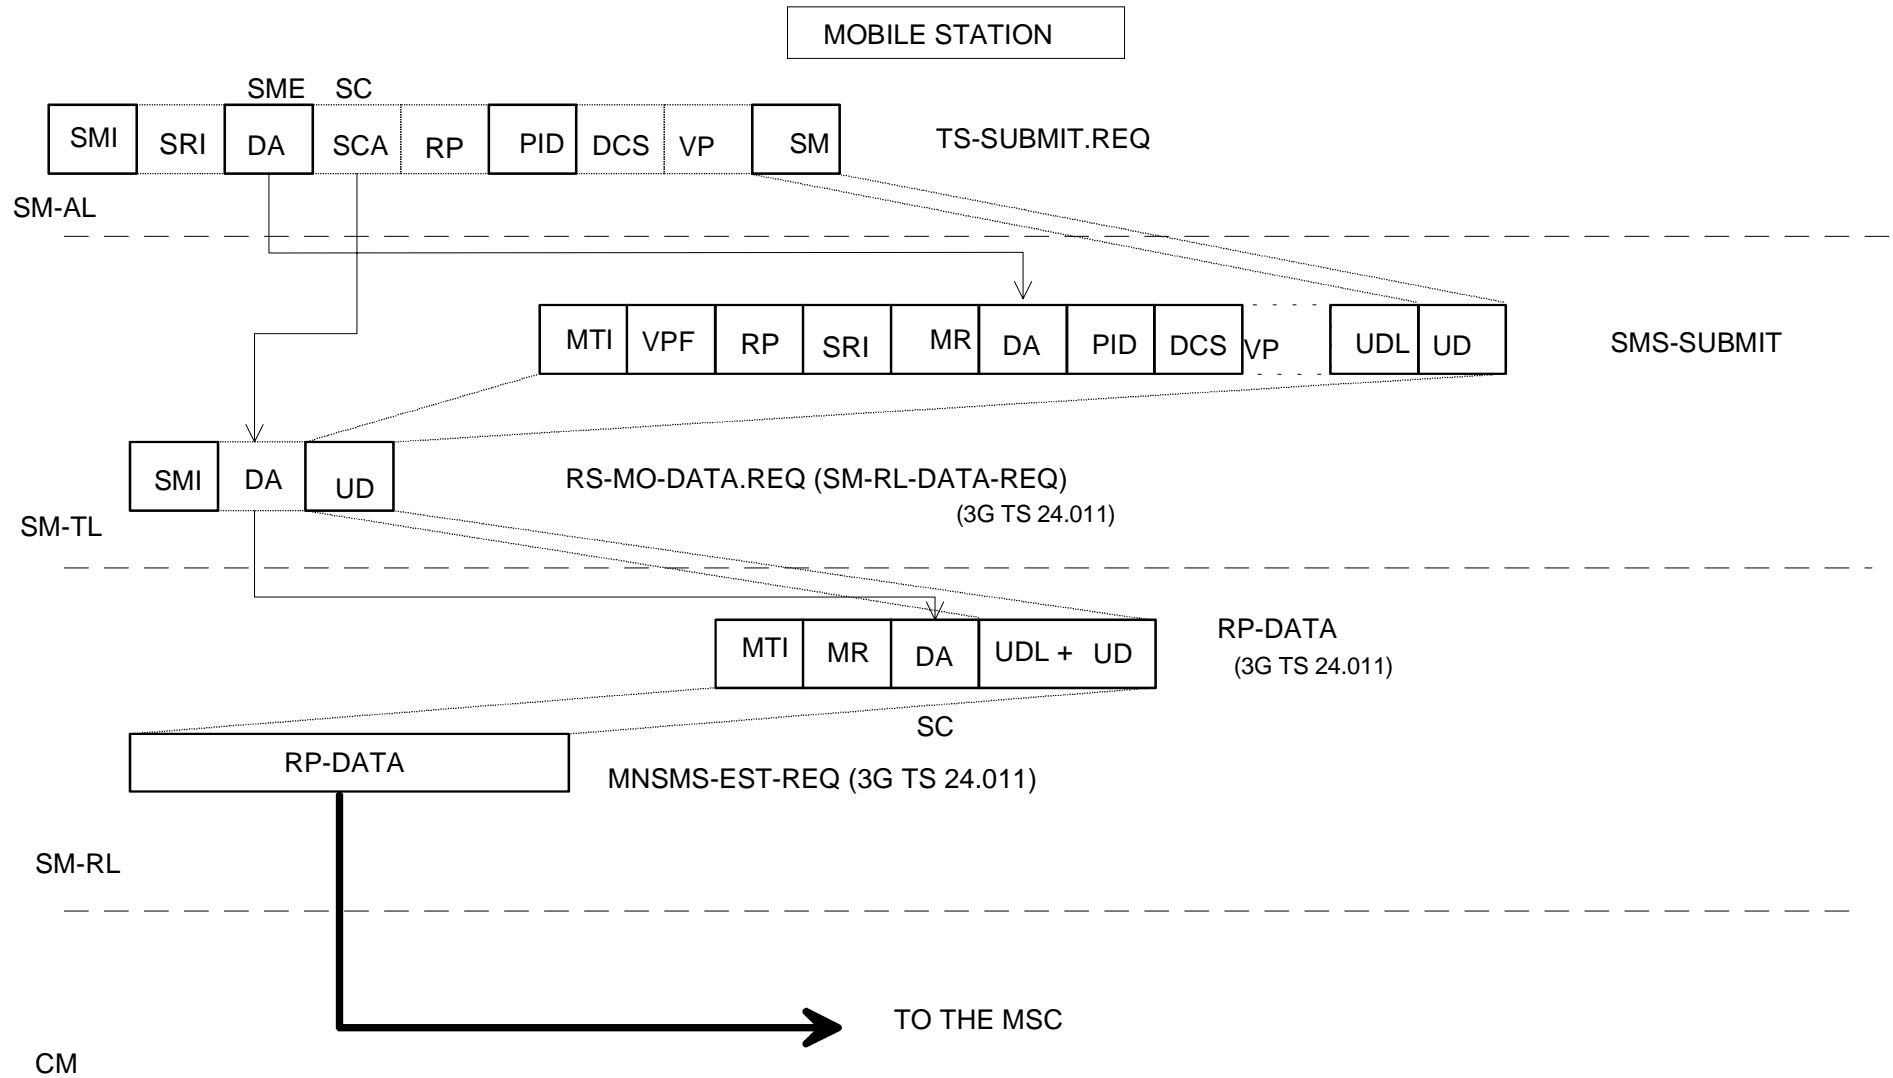 MOBILE STATION
SME SC
SMI SRI DA SCA RP PID DCS VP SM TS-SUBMIT.REQ
SM-AL
MTI VPF RP SRI MR DA PID DCS VP UDL UD SMS-SUBMIT
SMI DA UD RS-MO-DATA.REQ (SM-RL-DATA-REQ)
(3G TS 24.011)
SM-TL
MTI MR DA UDL + UD RP-DATA
(3G TS 24.011)
SC
RP-DATA MNSMS-EST-REQ (3G TS 24.011)
SM-RL
TO THE MSC
CM